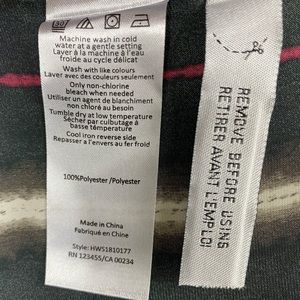 Machine wash in cold
water at a gentle setting
Laver à la machine à l'eau
froide au cycle délicat
Wash with like colours
Laver avec des couleurs seulement
Only non-chlorine
bleach when needed
Utiliser un agent de blanchiment
non chloré au besoin
Tumble dry at low temperature
Sécher par culbutage à
basse température
Cool iron reverse side
Repasser à l'envers au fer froid
100%Polyester /Polyester
Made in China
Fabriqué en Chine
Style: HWS1810177
RN 123455/CA 00234
REMOVE BEFORE USING
RETIRER AVANT L'EMPLOI